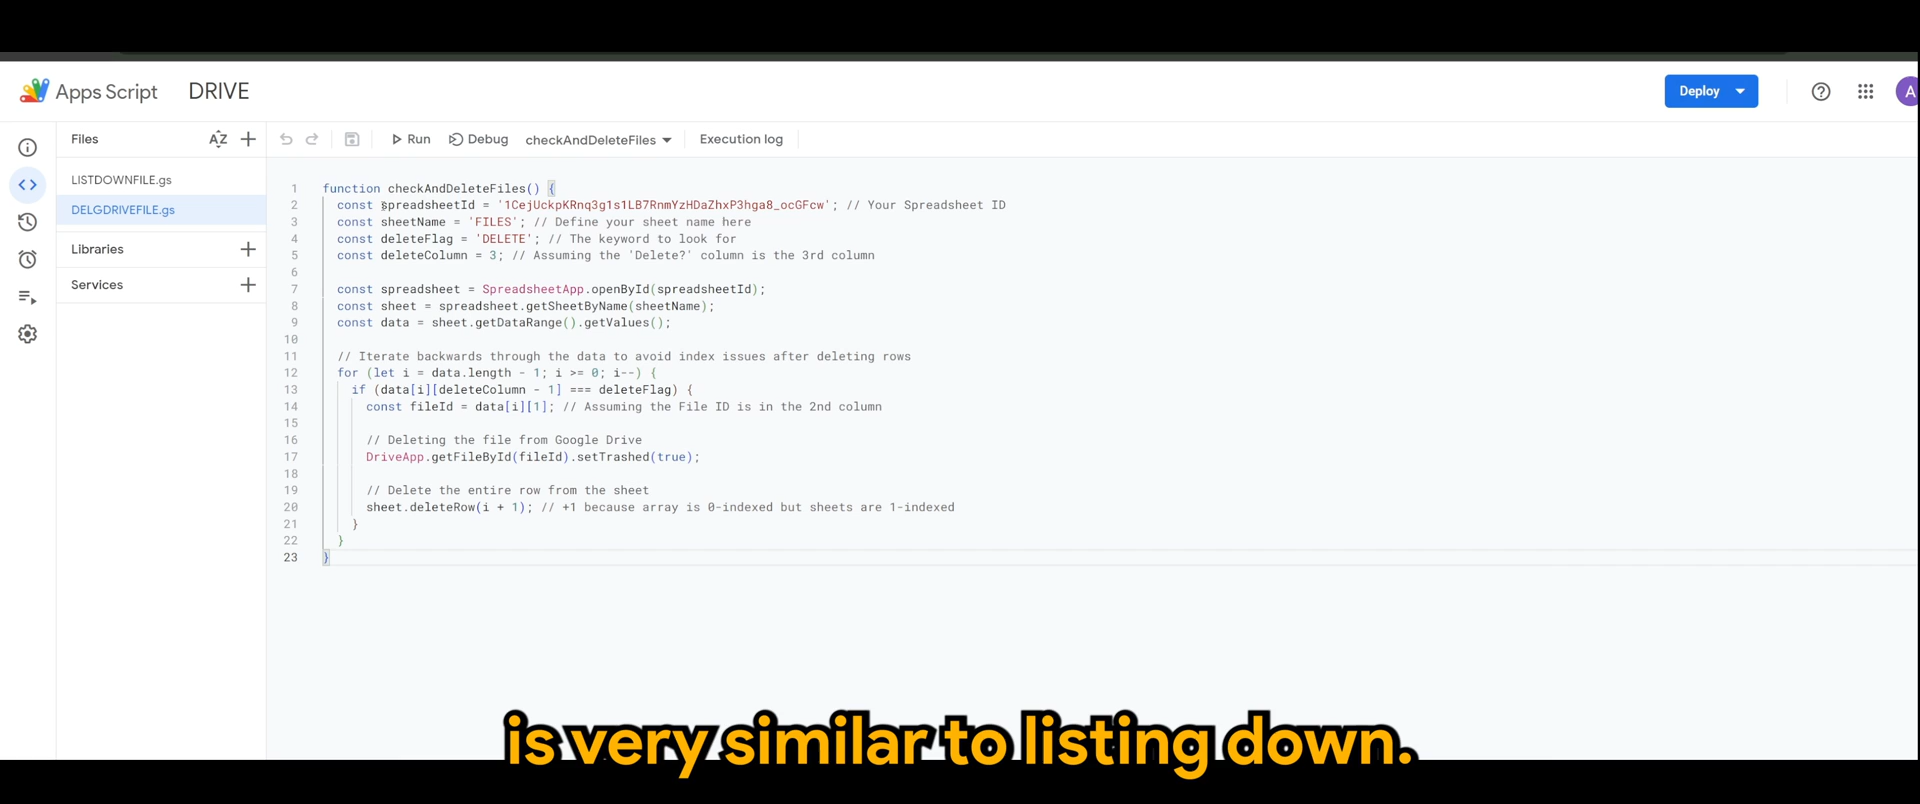 Apps Script DRIVE Deploy A
Files AZ Run Debug checkAndDeleteFiles Execution log
LISTDOWNFILE.gs
DELGDRIVEFILE.gs
Libraries
Services
1 function checkAndDeleteFiles() {
2 const spreadsheetId = '1CejUckpKRnq3g1s1LB7RnmYzHDaZhxP3hga8_ocGFcw'; // Your Spreadsheet ID
3 const sheetName = 'FILES'; // Define your sheet name here
4 const deleteFlag = 'DELETE'; // The keyword to look for
5 const deleteColumn = 3; // Assuming the 'Delete?' column is the 3rd column
6
7 const spreadsheet = SpreadsheetApp.openById(spreadsheetId);
8 const sheet = spreadsheet.getSheetByName(sheetName);
9 const data = sheet.getDataRange().getValues();
10
11 // Iterate backwards through the data to avoid index issues after deleting rows
12 for (let i = data.length - 1; i >= 0; i--) {
13 if (data[i][deleteColumn - 1] === deleteFlag) {
14 const fileId = data[i][1]; // Assuming the File ID is in the 2nd column
15
16 // Deleting the file from Google Drive
17 DriveApp.getFileById(fileId).setTrashed(true);
18
19 // Delete the entire row from the sheet
20 sheet.deleteRow(i + 1); // +1 because array is 0-indexed but sheets are 1-indexed
21 }
22 }
23 }
is very similar to listing down.